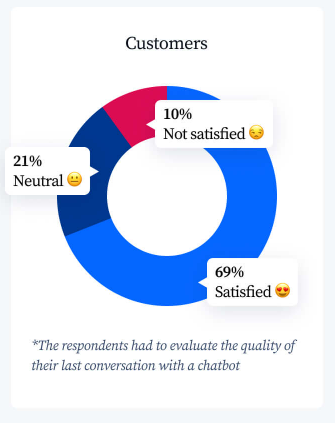 Customers
10%
Not satisfied 😒
21%
Neutral 😐
69%
Satisfied 😍
*The respondents had to evaluate the quality of
their last conversation with a chatbot